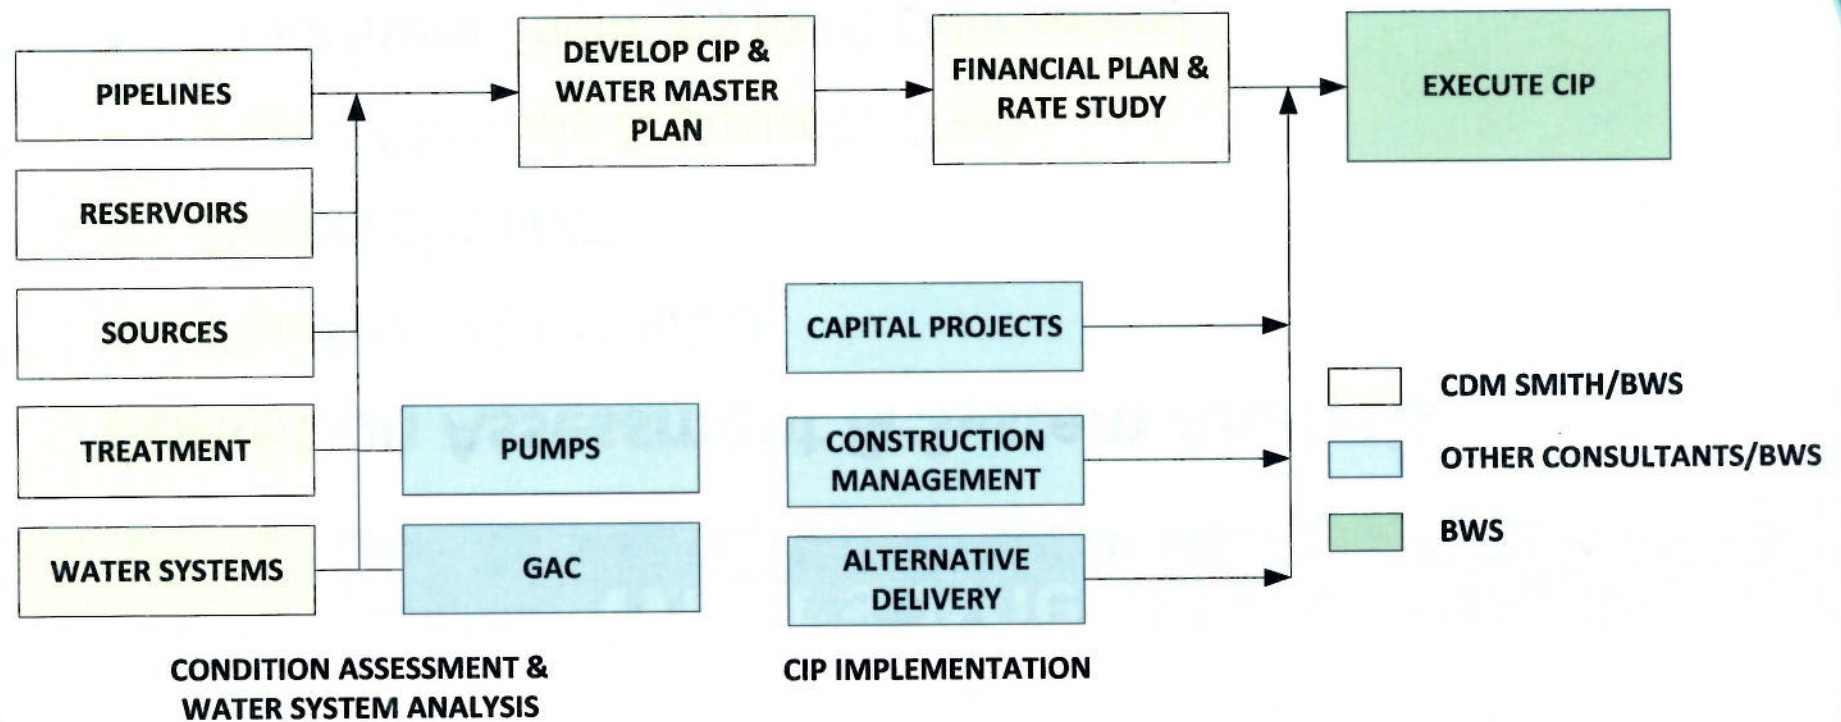 PIPELINES
RESERVOIRS
SOURCES
TREATMENT
WATER SYSTEMS
PUMPS
GAC
CONDITION ASSESSMENT &
WATER SYSTEM ANALYSIS
DEVELOP CIP &
WATER MASTER
PLAN
FINANCIAL PLAN &
RATE STUDY
EXECUTE CIP
CAPITAL PROJECTS
CONSTRUCTION
MANAGEMENT
ALTERNATIVE
DELIVERY
CIP IMPLEMENTATION
CDM SMITH/BWS
OTHER CONSULTANTS/BWS
BWS